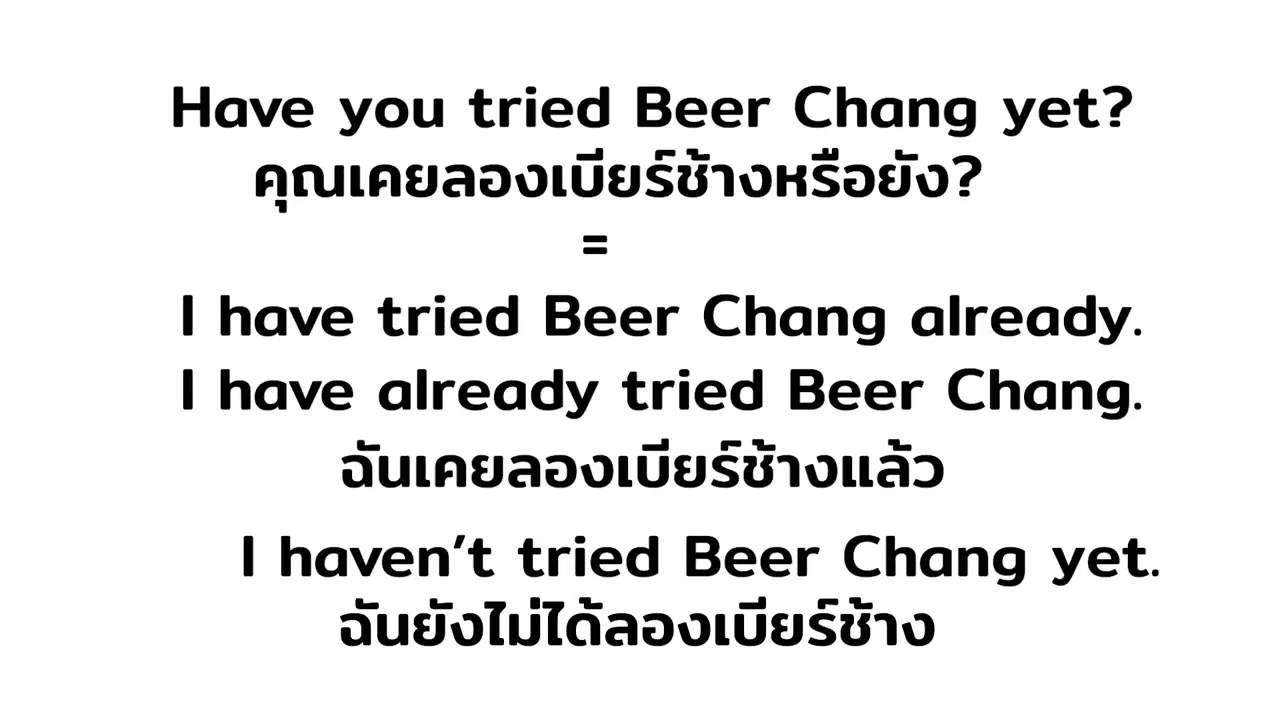 Have you tried Beer Chang yet?
คุณเคยลองเบียร์ช้างหรือยัง?
=
I have tried Beer Chang already.
I have already tried Beer Chang.
ฉันเคยลองเบียร์ช้างแล้ว
I haven’t tried Beer Chang yet.
ฉันยังไม่ได้ลองเบียร์ช้าง